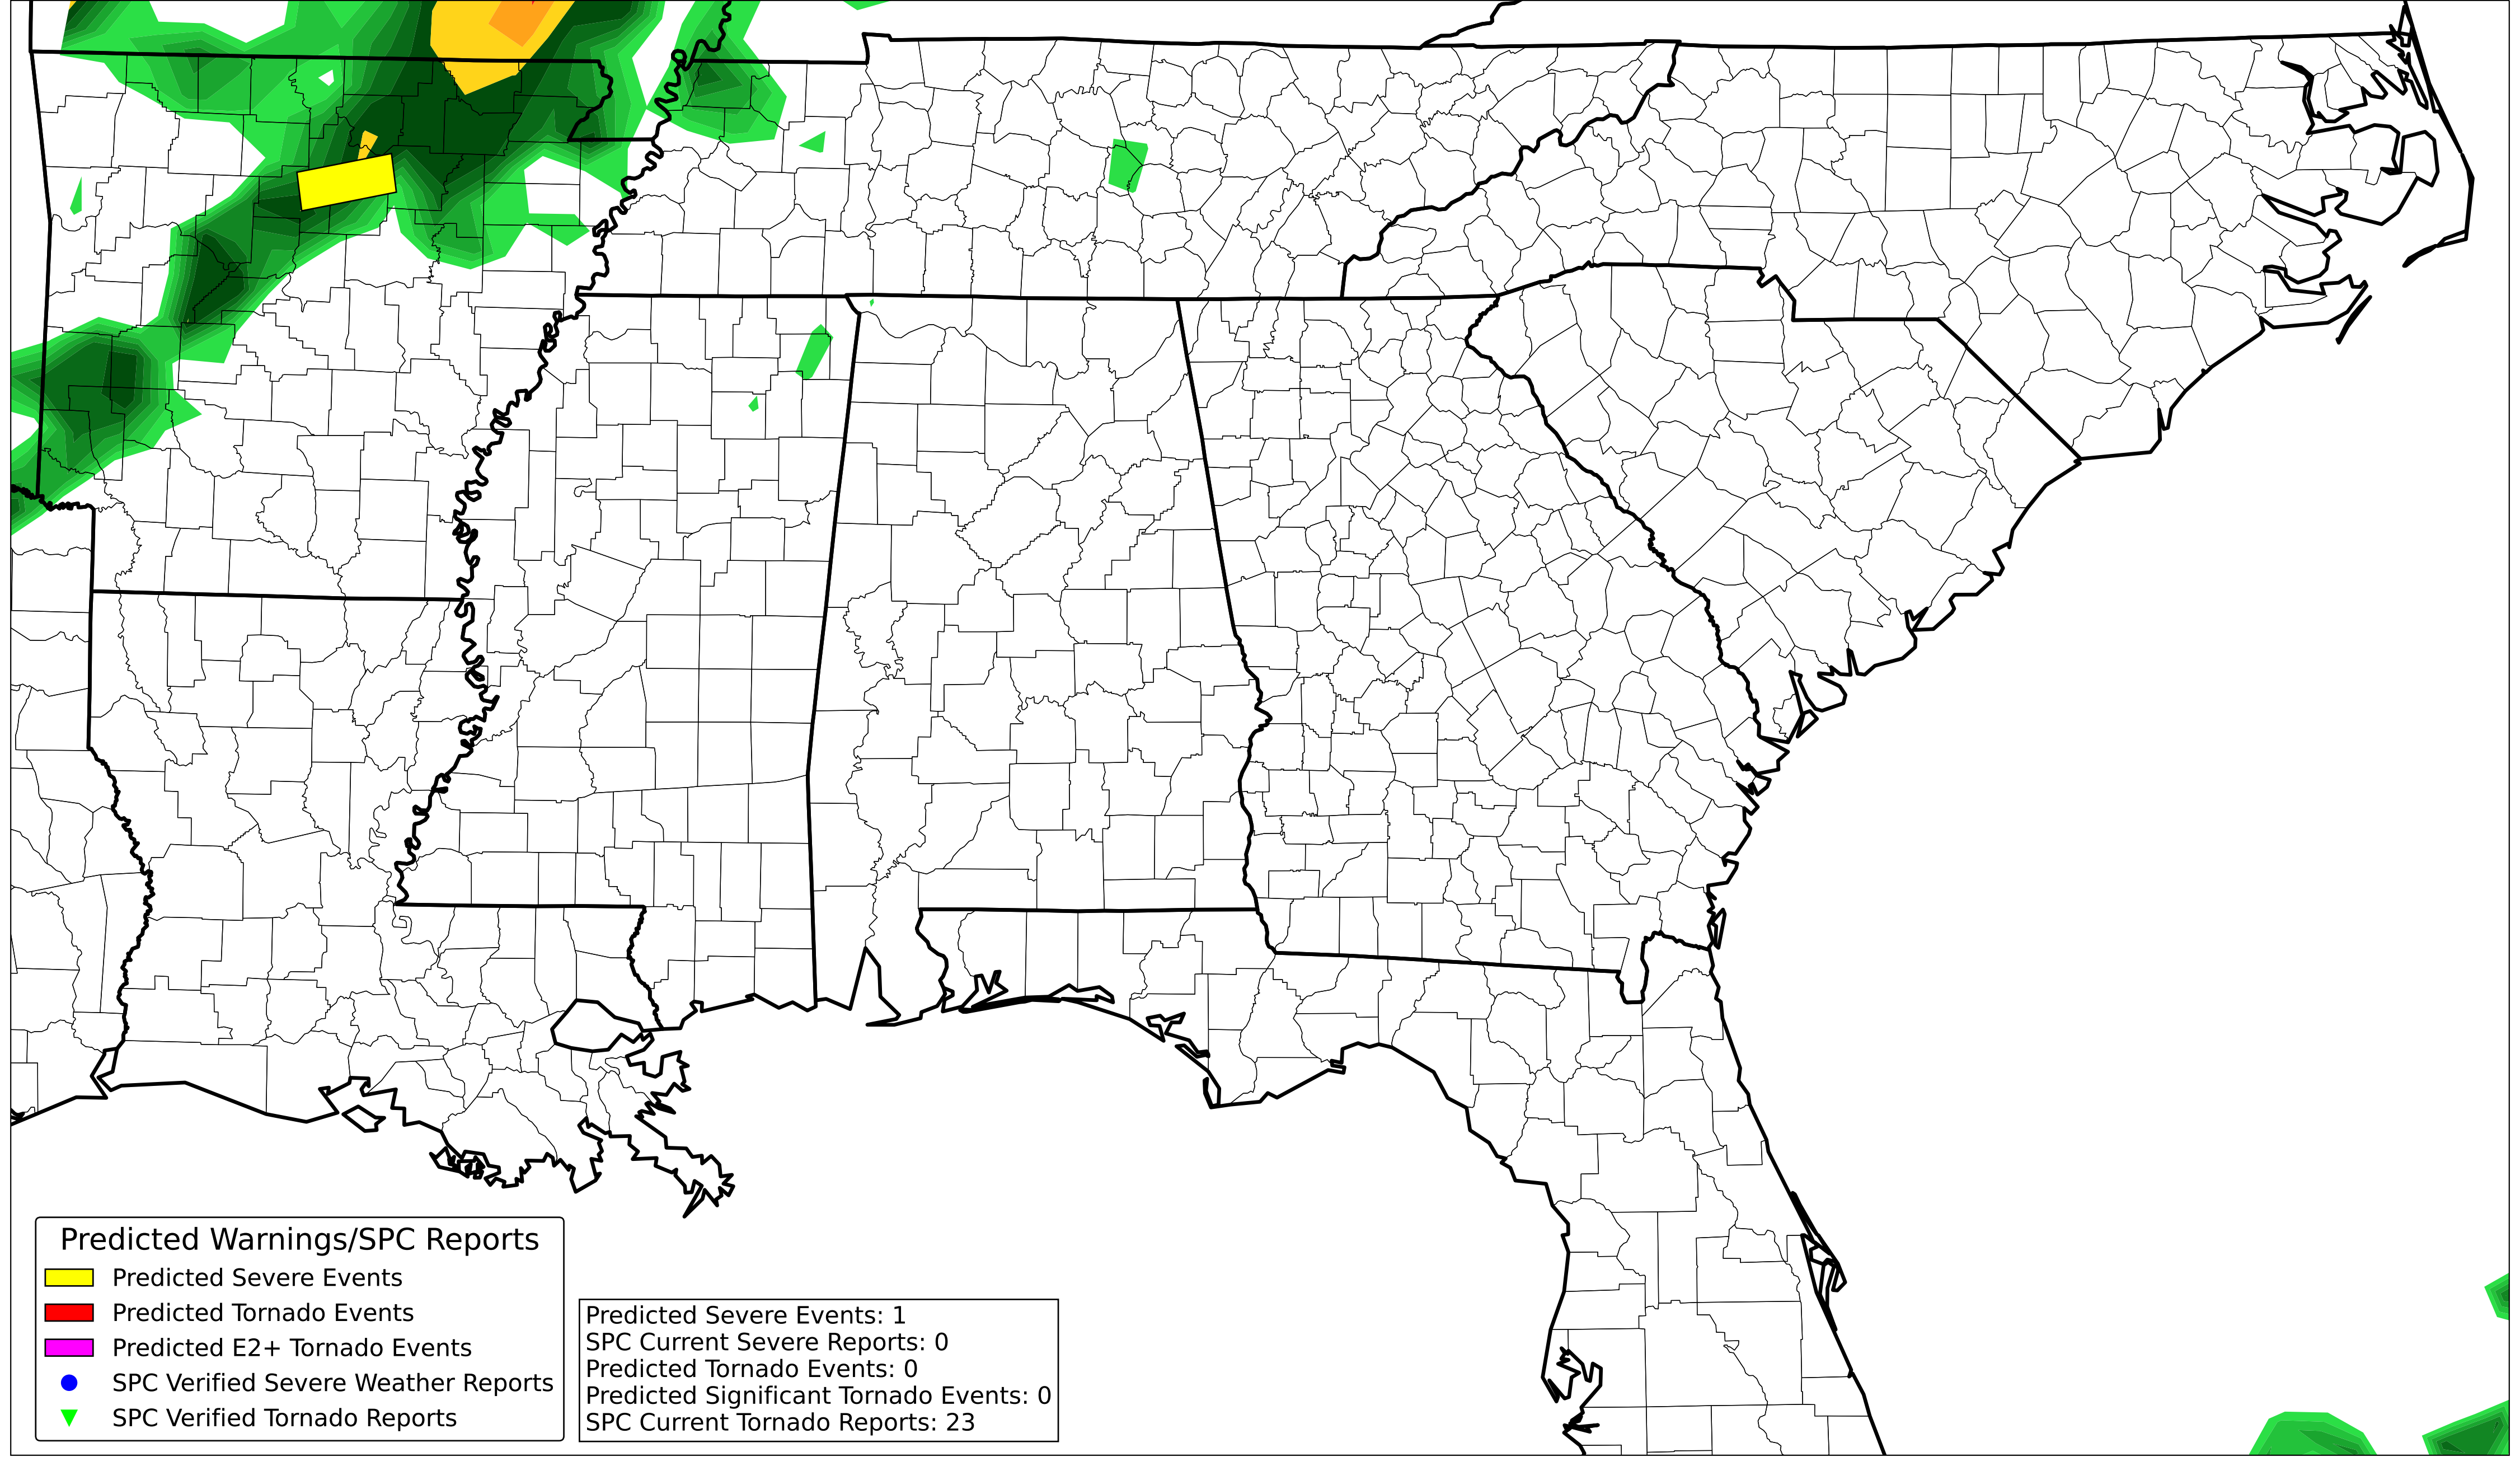 Predicted Warnings/SPC Reports
Predicted Severe Events
Predicted Tornado Events
Predicted E2+ Tornado Events
SPC Verified Severe Weather Reports
SPC Verified Tornado Reports
Predicted Severe Events: 1
SPC Current Severe Reports: 0
Predicted Tornado Events: 0
Predicted Significant Tornado Events: 0
SPC Current Tornado Reports: 23